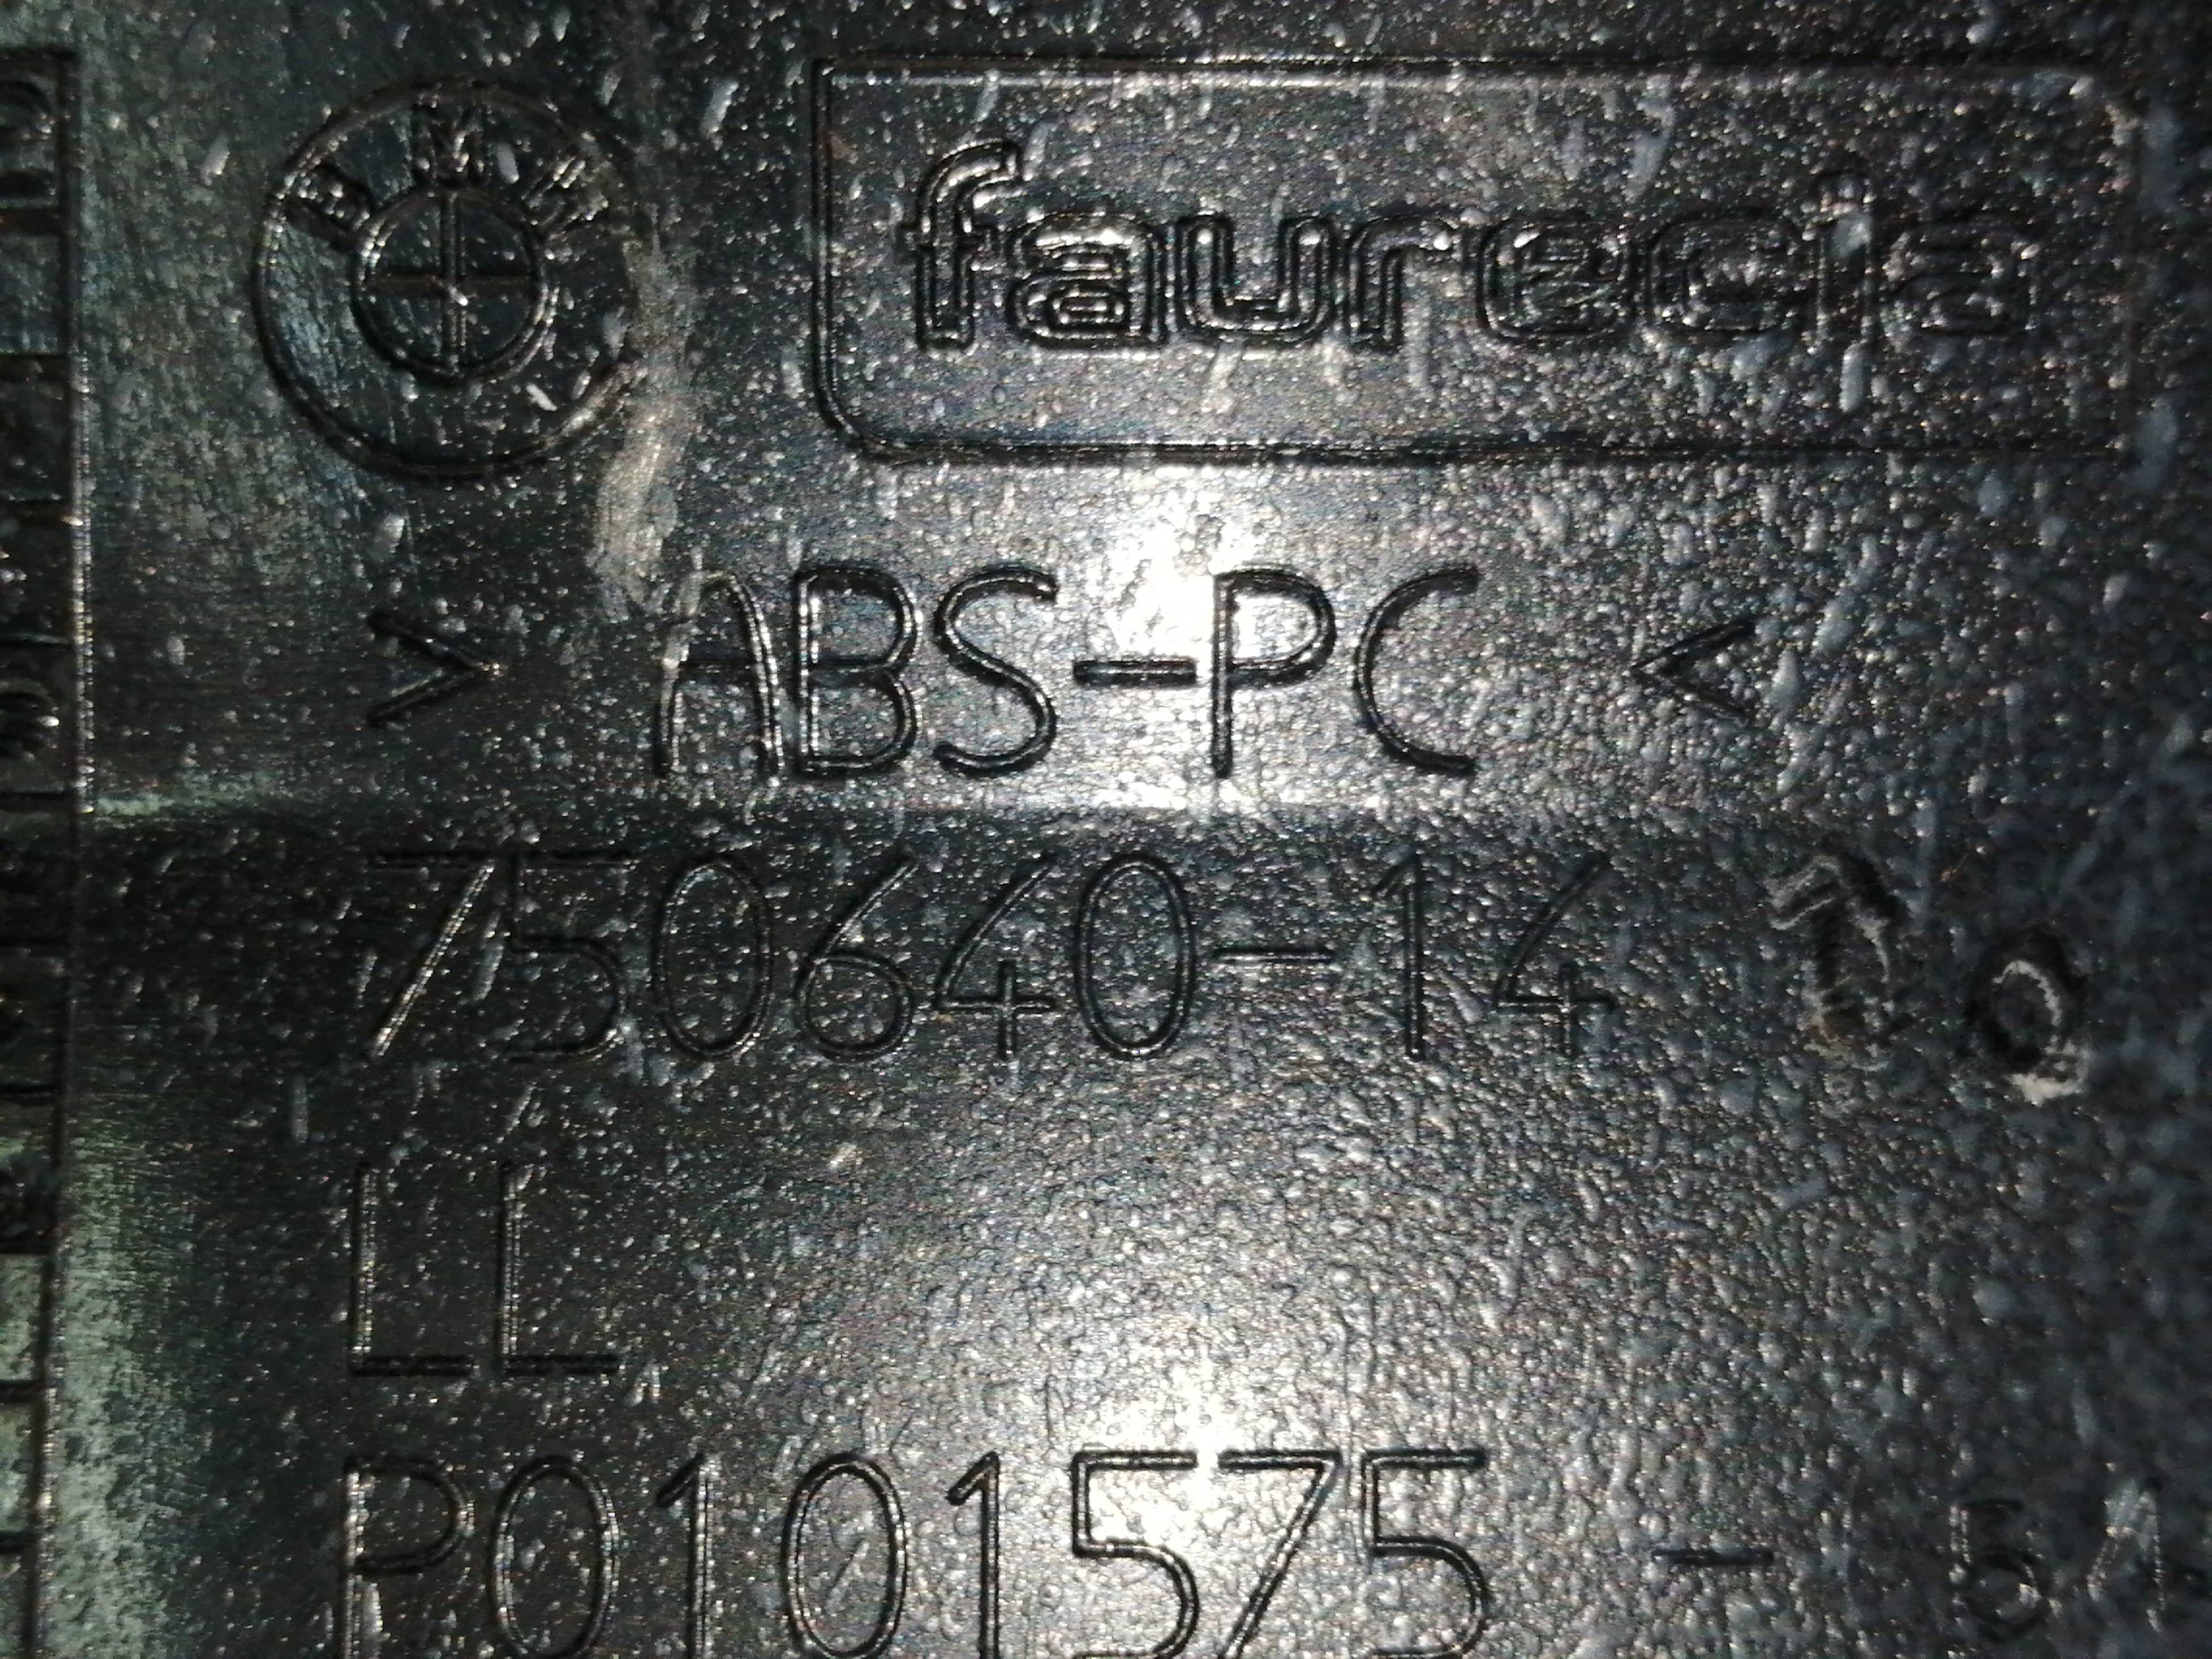 BMW
faurecia
> ABS-PC <
750640-14
LL
P0101575 -